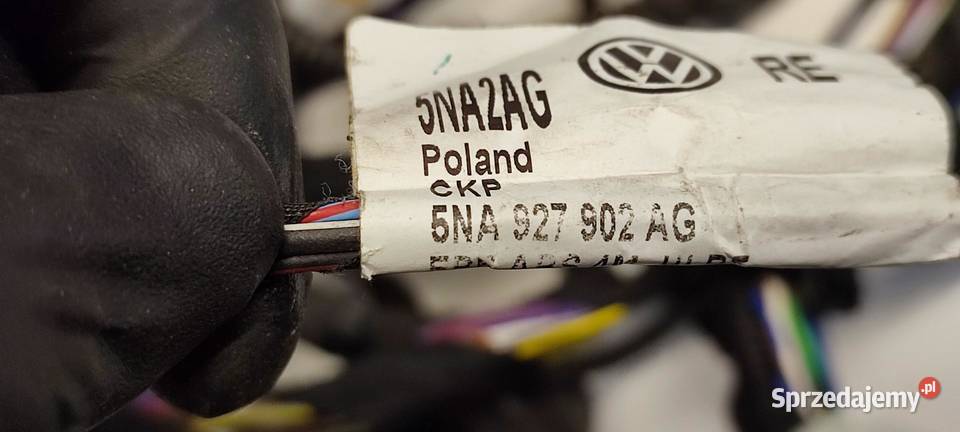 RE
5NA2AG
Poland
CKP
5NA 927 902 AG
Sprzedajemy.pl